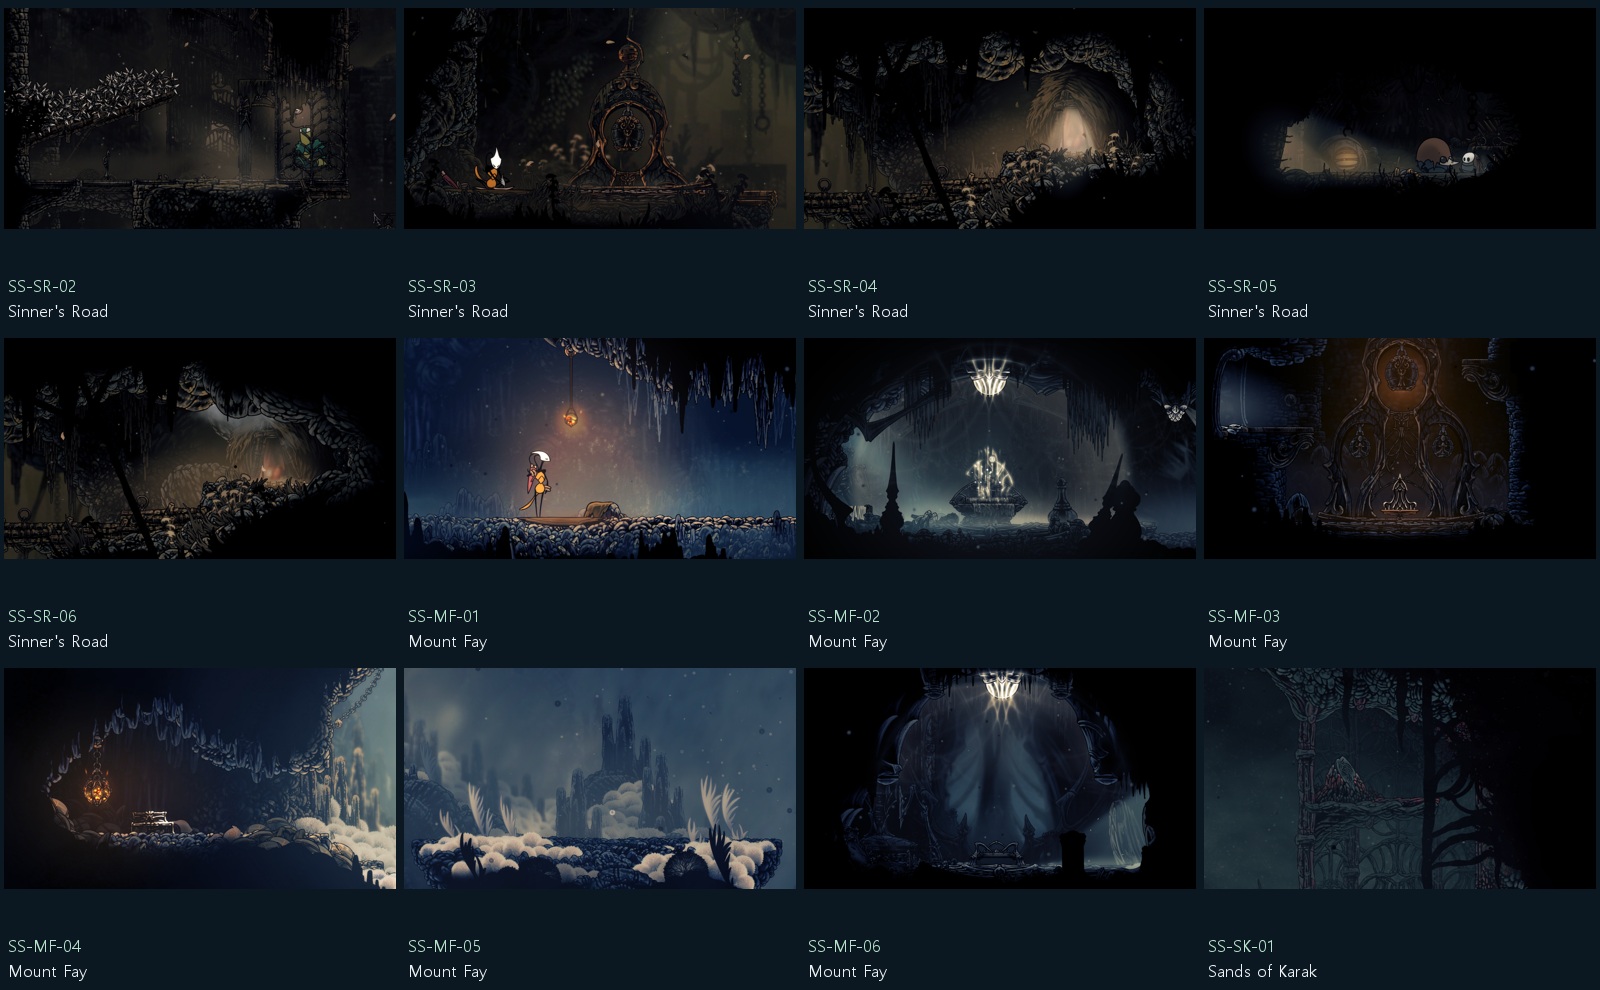 SS-SR-02
Sinner's Road
SS-SR-03
Sinner's Road
SS-SR-04
Sinner's Road
SS-SR-05
Sinner's Road
SS-SR-06
Sinner's Road
SS-MF-01
Mount Fay
SS-MF-02
Mount Fay
SS-MF-03
Mount Fay
SS-MF-04
Mount Fay
SS-MF-05
Mount Fay
SS-MF-06
Mount Fay
SS-SK-01
Sands of Karak